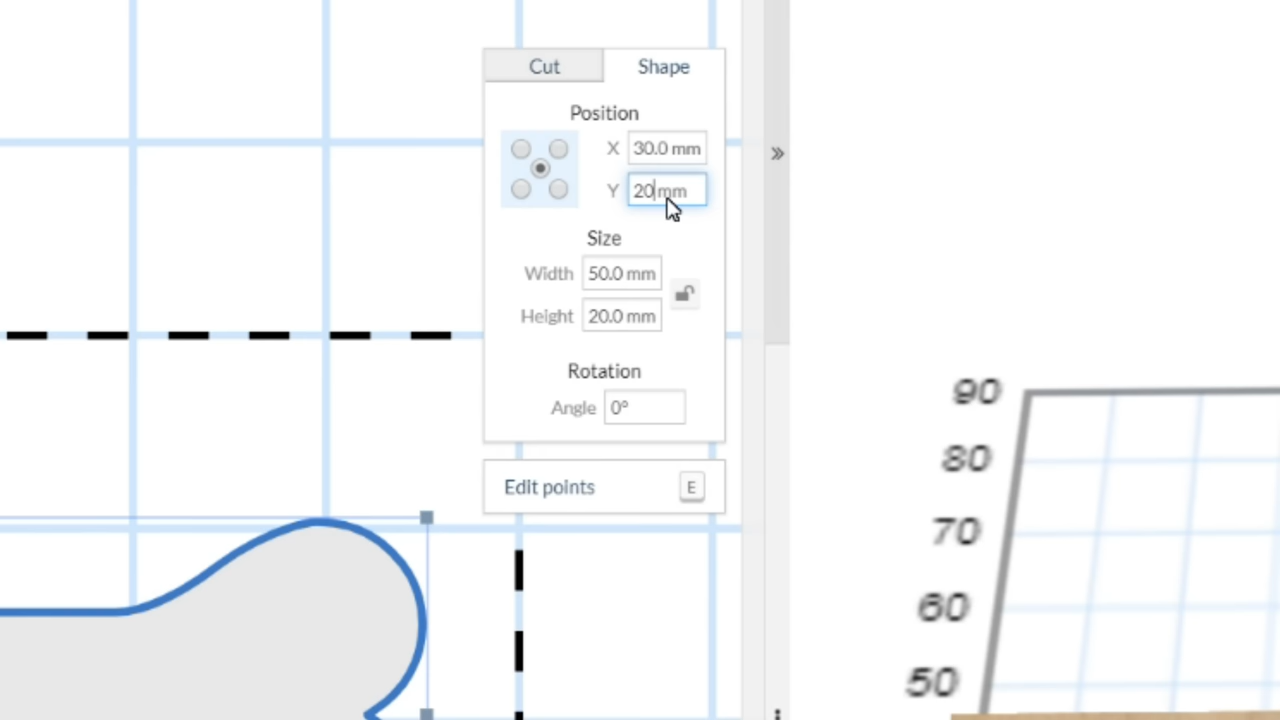 Cut Shape
Position
X 30.0 mm
»
Y 20 mm
Size
Width 50.0 mm
Height 20.0 mm
Rotation
Angle 0°
Edit points E
90
80
70
60
50